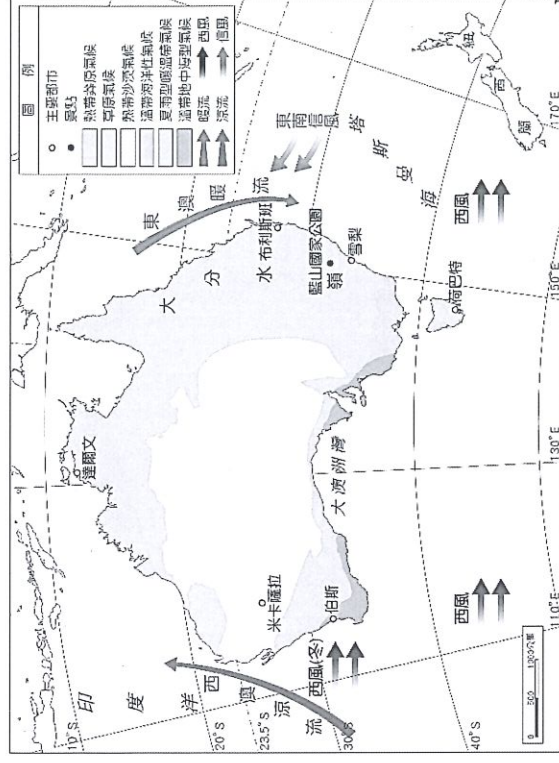 圖 例
主要都市
景點
熱帶莽原氣候
草原氣候
熱帶沙漠氣候
溫帶海洋性氣候
夏雨型暖溫帶氣候
溫帶地中海型氣候
暖流
西風
涼流
信風
10°S
20°S
23.5°S
30°S
40°S
110°E
130°E
150°E
170°E
印度洋
西澳涼流
東澳暖流
東南信風
塔斯曼海
紐西蘭
大分水嶺
達爾文
布利斯班
藍山國家公園
雪梨
荷巴特
大澳洲灣
米卡薩拉
伯斯
西風(冬)
西風
西風
0 500 1000公里